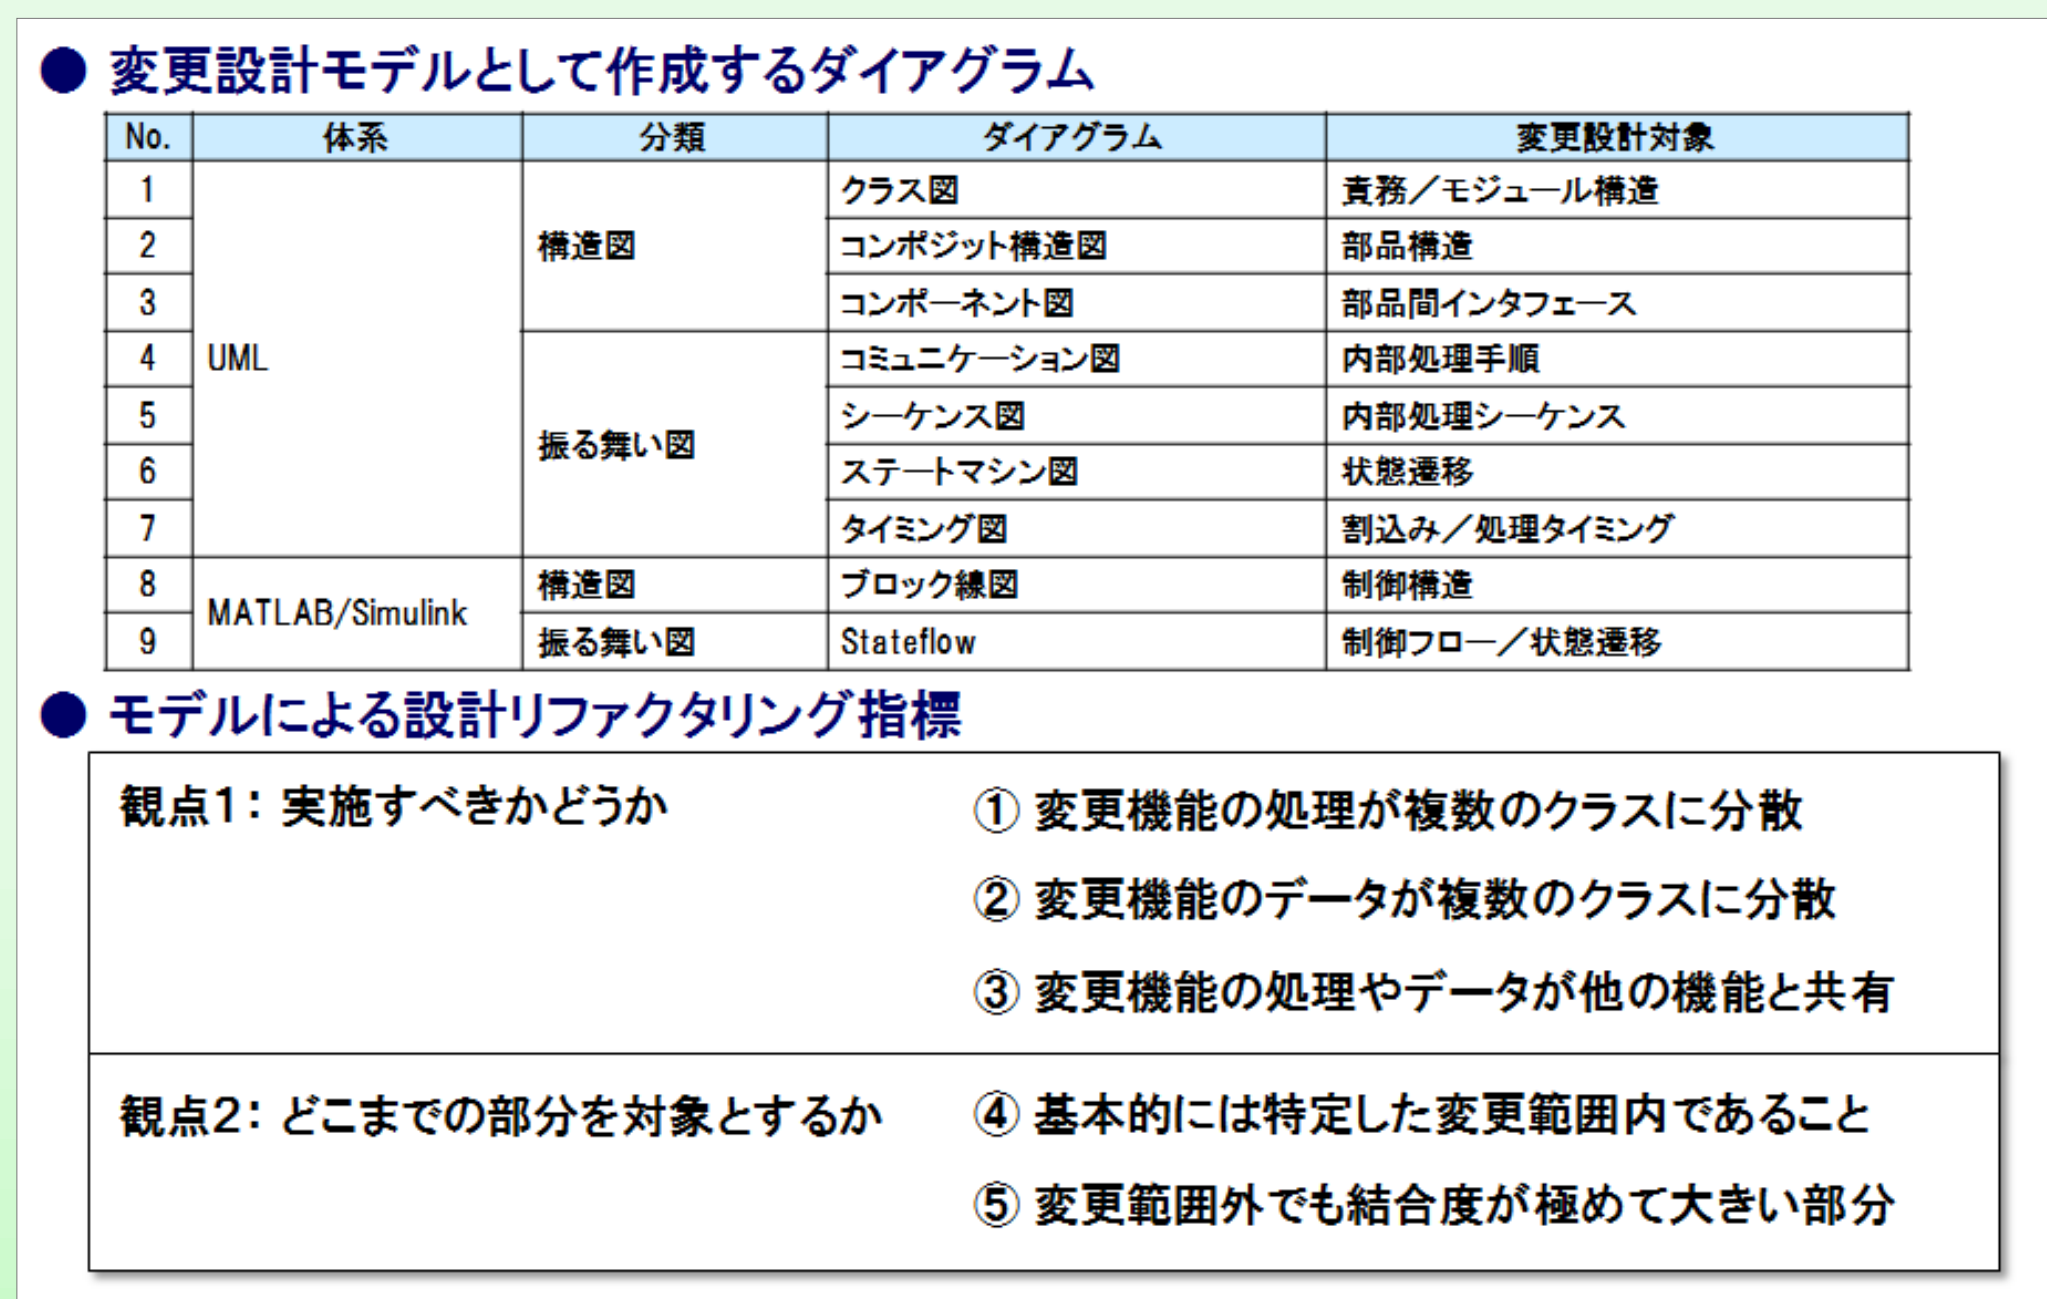 ● 変更設計モデルとして作成するダイアグラム
No. 体系 分類 ダイアグラム 変更設計対象
1 UML 構造図 クラス図 責務／モジュール構造
2 コンポジット構造図 部品構造
3 コンポーネント図 部品間インタフェース
4 振る舞い図 コミュニケーション図 内部処理手順
5 シーケンス図 内部処理シーケンス
6 ステートマシン図 状態遷移
7 タイミング図 割込み／処理タイミング
8 MATLAB/Simulink 構造図 ブロック線図 制御構造
9 振る舞い図 Stateflow 制御フロー／状態遷移
● モデルによる設計リファクタリング指標
観点1：実施すべきかどうか ① 変更機能の処理が複数のクラスに分散
② 変更機能のデータが複数のクラスに分散
③ 変更機能の処理やデータが他の機能と共有
観点2：どこまでの部分を対象とするか ④ 基本的には特定した変更範囲内であること
⑤ 変更範囲外でも結合度が極めて大きい部分